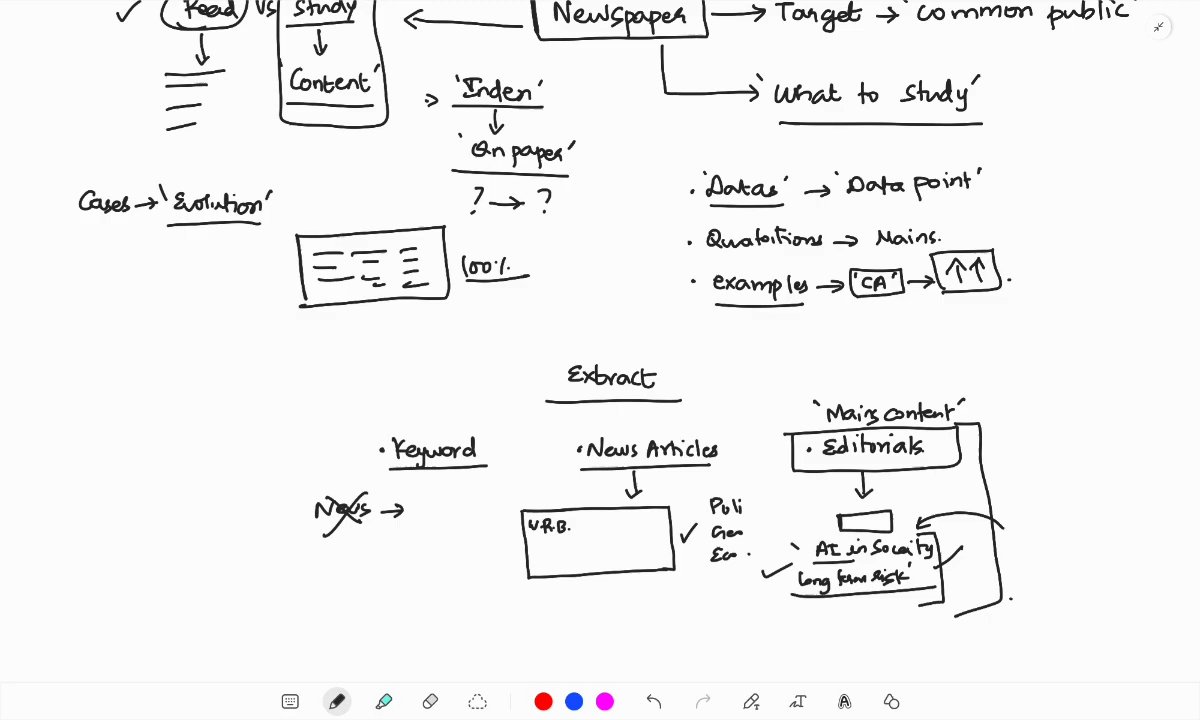 ✓ Read vs Study
Newspaper → Target → 'Common public'
'Content'
'Index'
'What to study'
'On paper'
? → ?
Cases → 'Evolution'
100%
• 'Datas' → 'Data point'
• Quotations → Mains.
• examples → 'CA' → ↑↑
Extract
'Mains content'
• Keyword
• News Articles
• Editorials
News →
U.P.B.
Poli
Geo
Eco.
'AI in Society
long term risk'